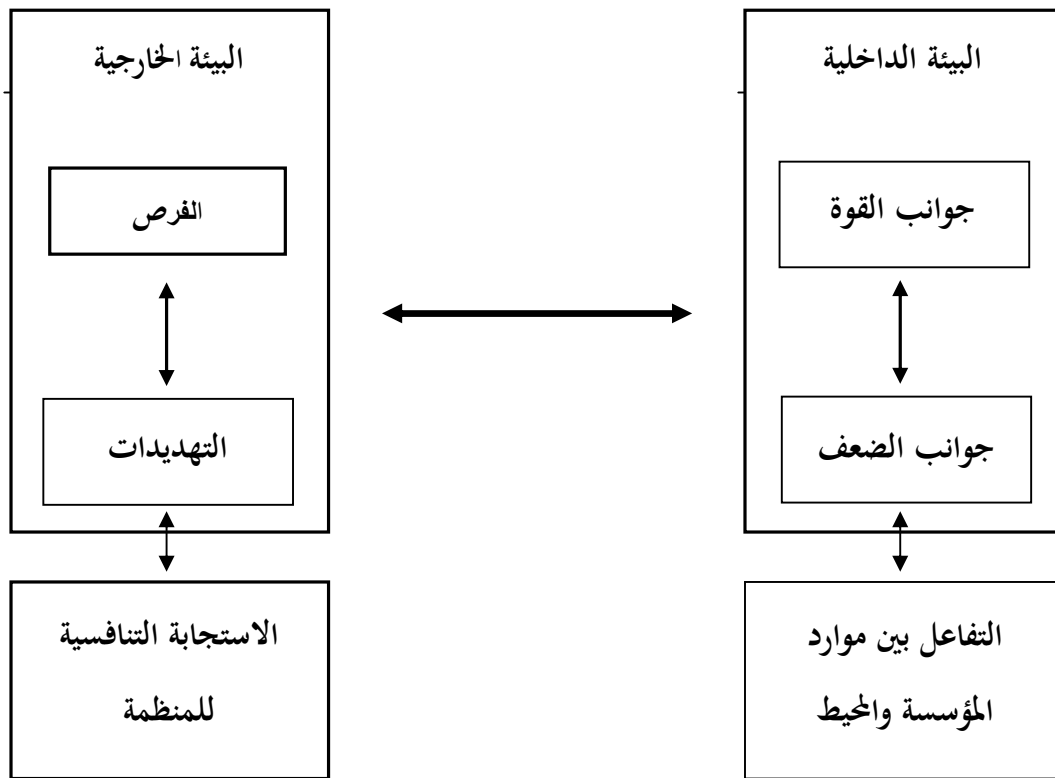 البيئة الداخلية
جوانب القوة
جوانب الضعف
التفاعل بين موارد
المؤسسة والمحيط
البيئة الخارجية
الفرص
التهديدات
الاستجابة التنافسية
للمنظمة